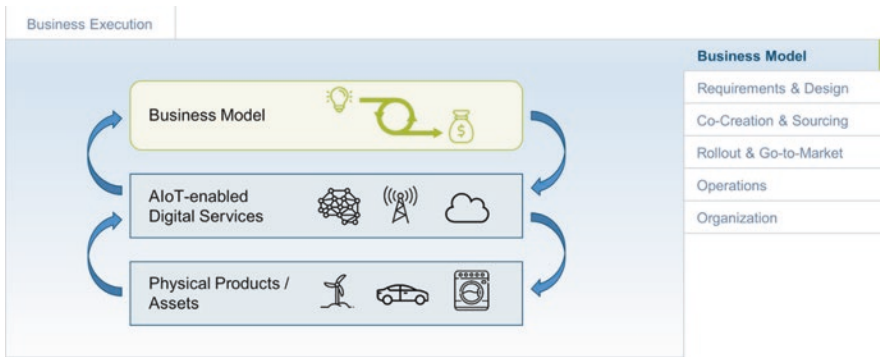 Business Execution
Business Model
AIoT-enabled
Digital Services
Physical Products /
Assets
$
Business Model
Requirements & Design
Co-Creation & Sourcing
Rollout & Go-to-Market
Operations
Organization